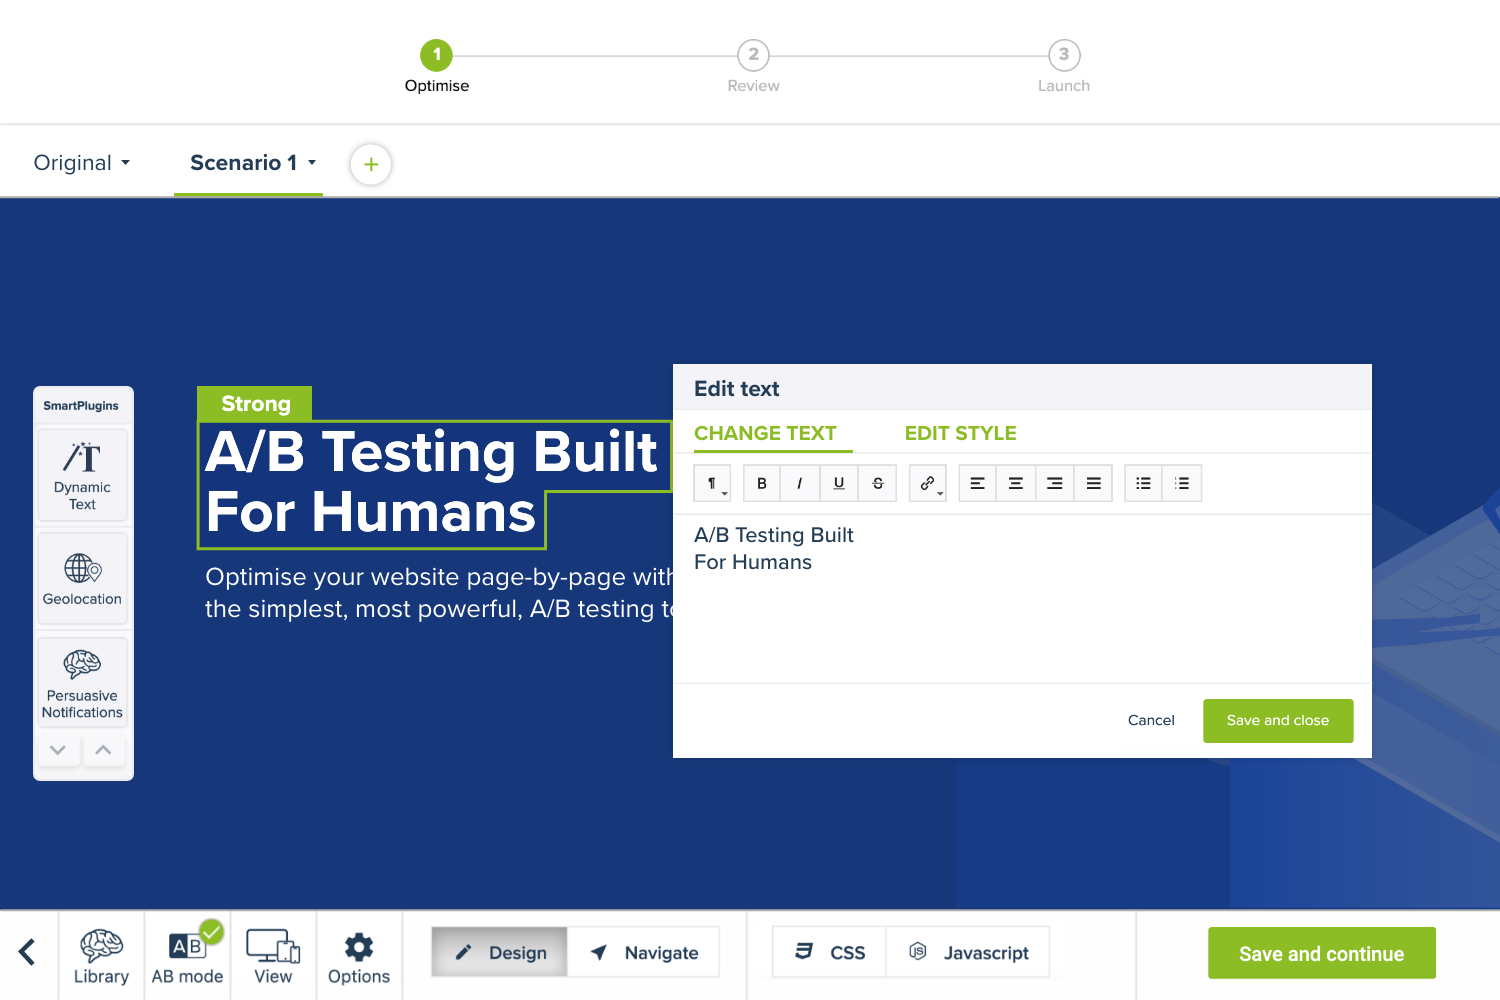 1
2
3
Optimise
Review
Launch
Original
Scenario 1
+
SmartPlugins
T
Dynamic
Text
Geolocation
Persuasive
Notifications
Strong
A/B Testing Built
For Humans
Optimise your website page-by-page with
the simplest, most powerful, A/B testing
Edit text
CHANGE TEXT
EDIT STYLE
¶ B I U S
A/B Testing Built
For Humans
Cancel
Save and close
Library
AB
AB mode
View
Options
Design
Navigate
CSS
Javascript
Save and continue